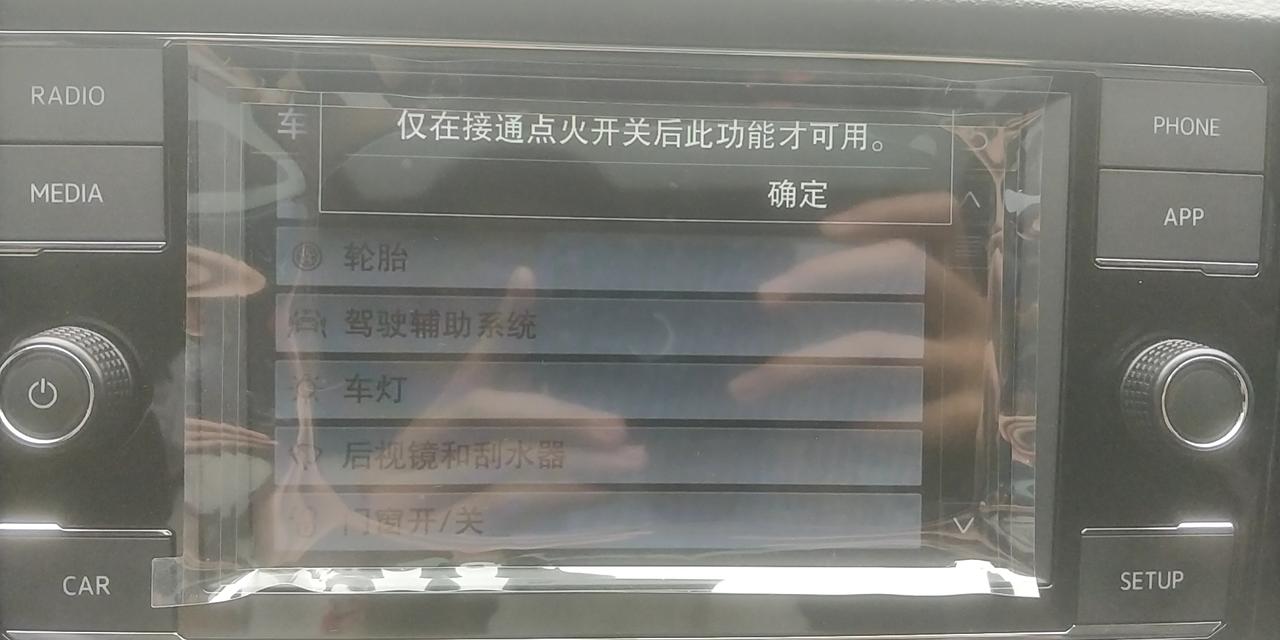 RADIO
MEDIA
CAR
车
仅在接通点火开关后此功能才可用。
确定
轮胎
驾驶辅助系统
车灯
后视镜和刮水器
门窗开/关
PHONE
APP
SETUP